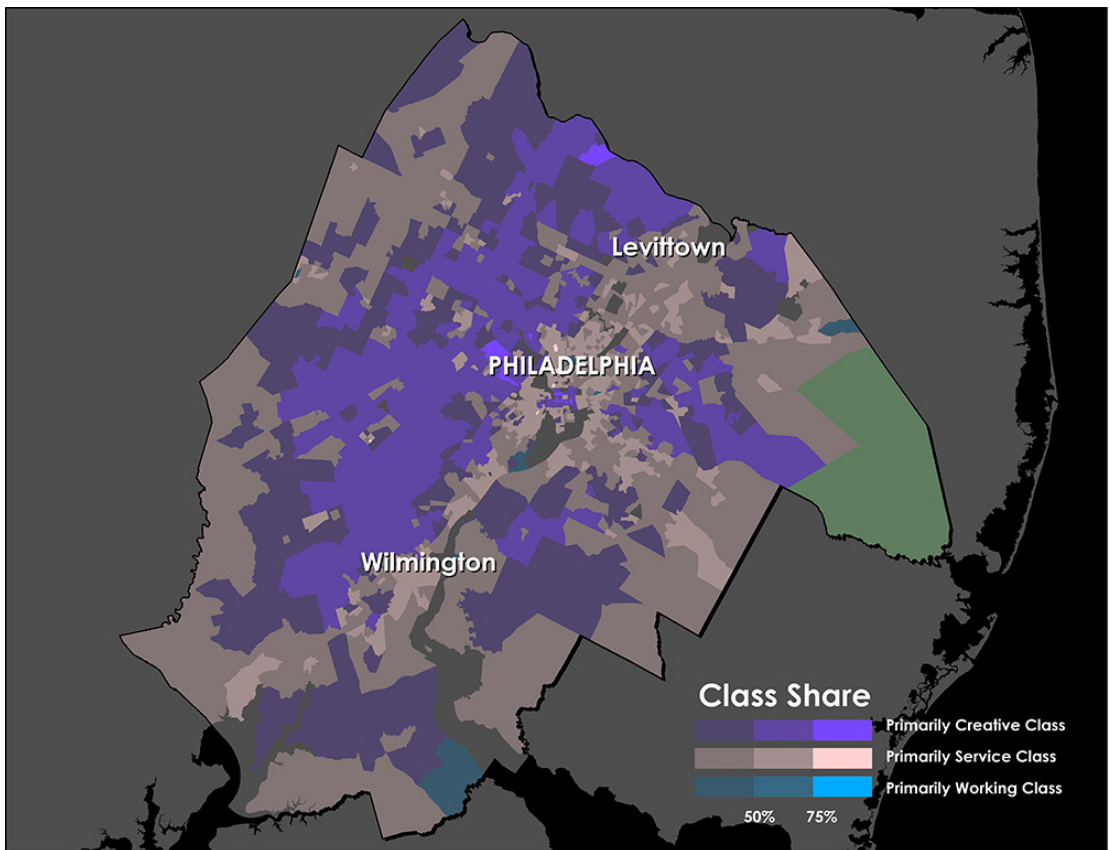 Levittown
PHILADELPHIA
Wilmington
Class Share
Primarily Creative Class
Primarily Service Class
Primarily Working Class
50% 75%